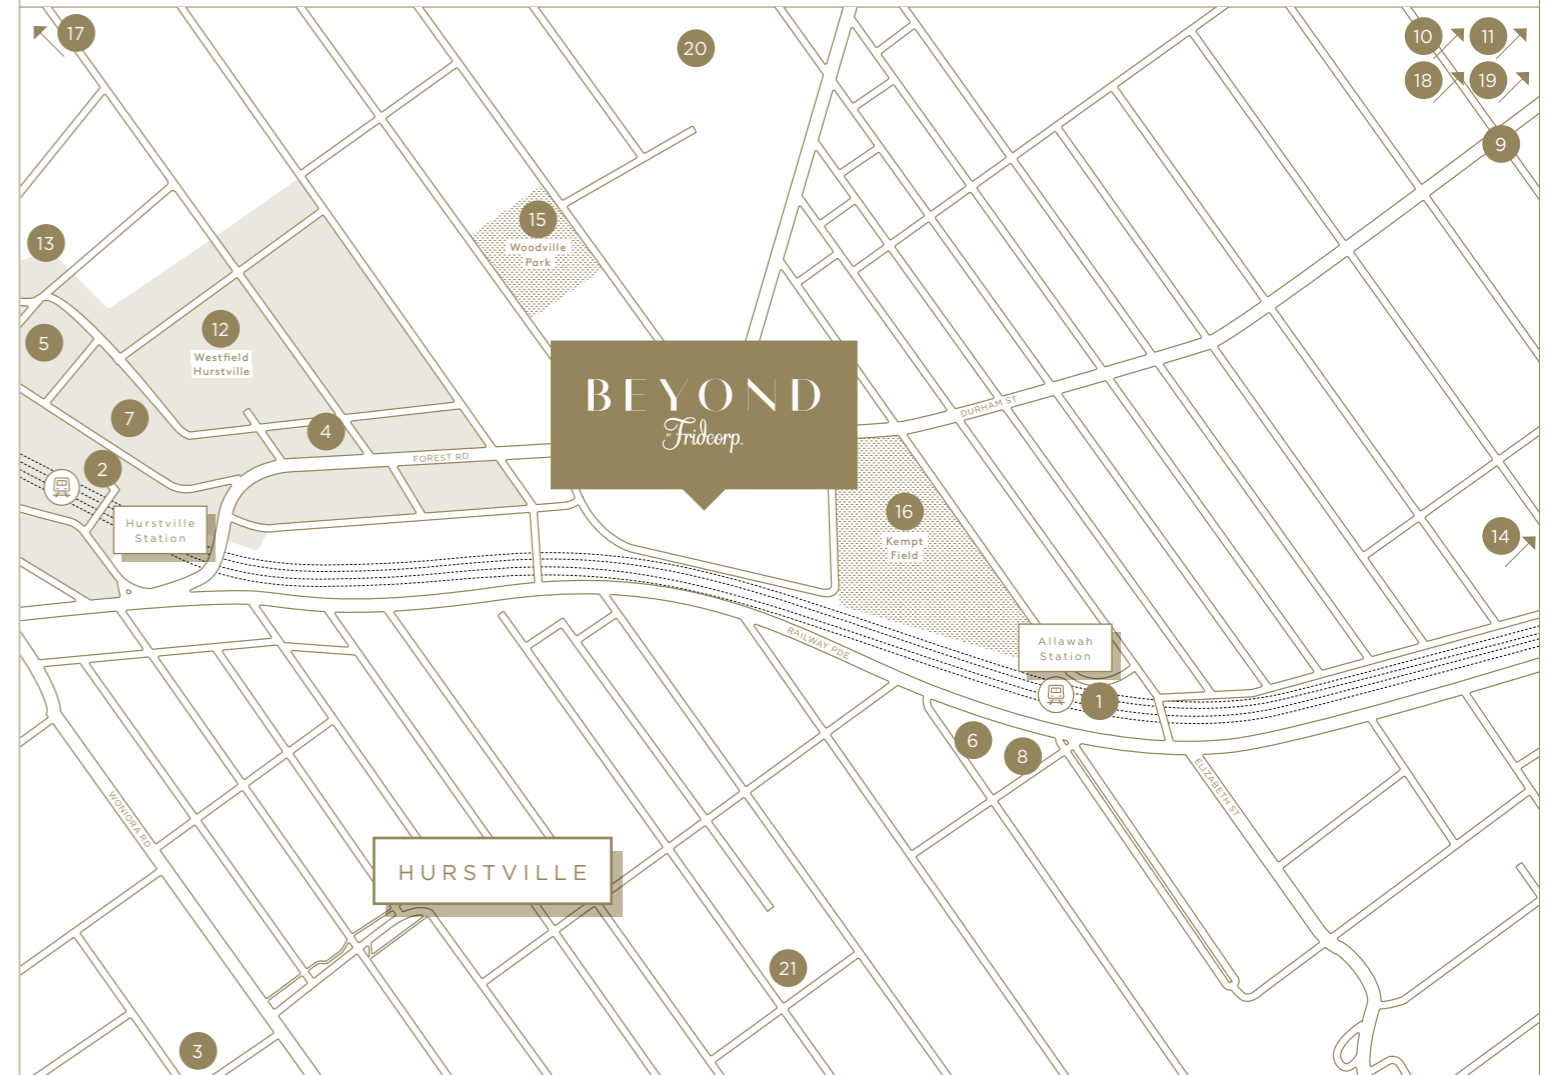 17
20
10
11
18
19
9
15
Woodville
Park
13
12
Westfield
Hurstville
5
BEYOND
BY Fridcorp
7
4
DURHAM ST
FOREST RD
2
16
Kempt
Field
Hurstville
Station
14
RAILWAY PDE
Allawah
Station
1
6
8
ELIZABETH ST
WONIORA RD
HURSTVILLE
21
3